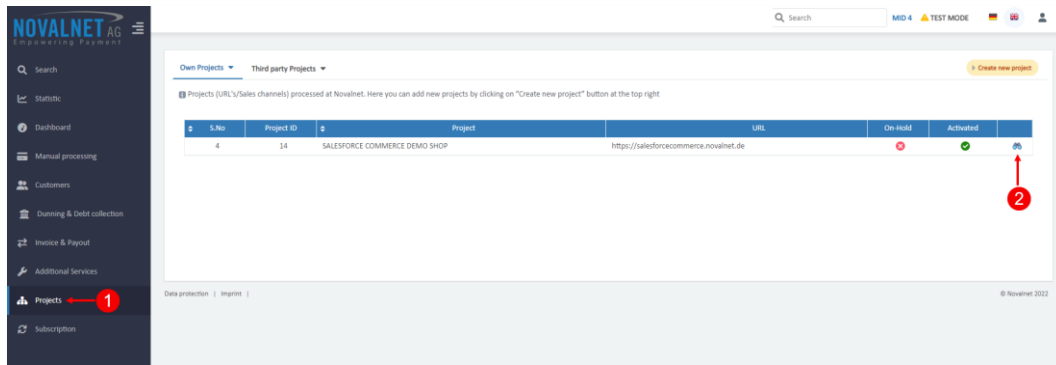 NOVALNET AG
Empowering Payment
Search
MID 4 TEST MODE
Search
Statistic
Dashboard
Manual processing
Customers
Dunning & Debt collection
Invoice & Payout
Additional Services
Projects
1
Subscription
Own Projects Third party Projects
Create new project
Projects (URL's/Sales channels) processed at Novalnet. Here you can add new projects by clicking on "Create new project" button at the top right
S.No Project ID Project URL On-Hold Activated
4 14 SALESFORCE COMMERCE DEMO SHOP https://salesforcecommerce.novalnet.de
2
Data protection | Imprint |
© Novalnet 2022